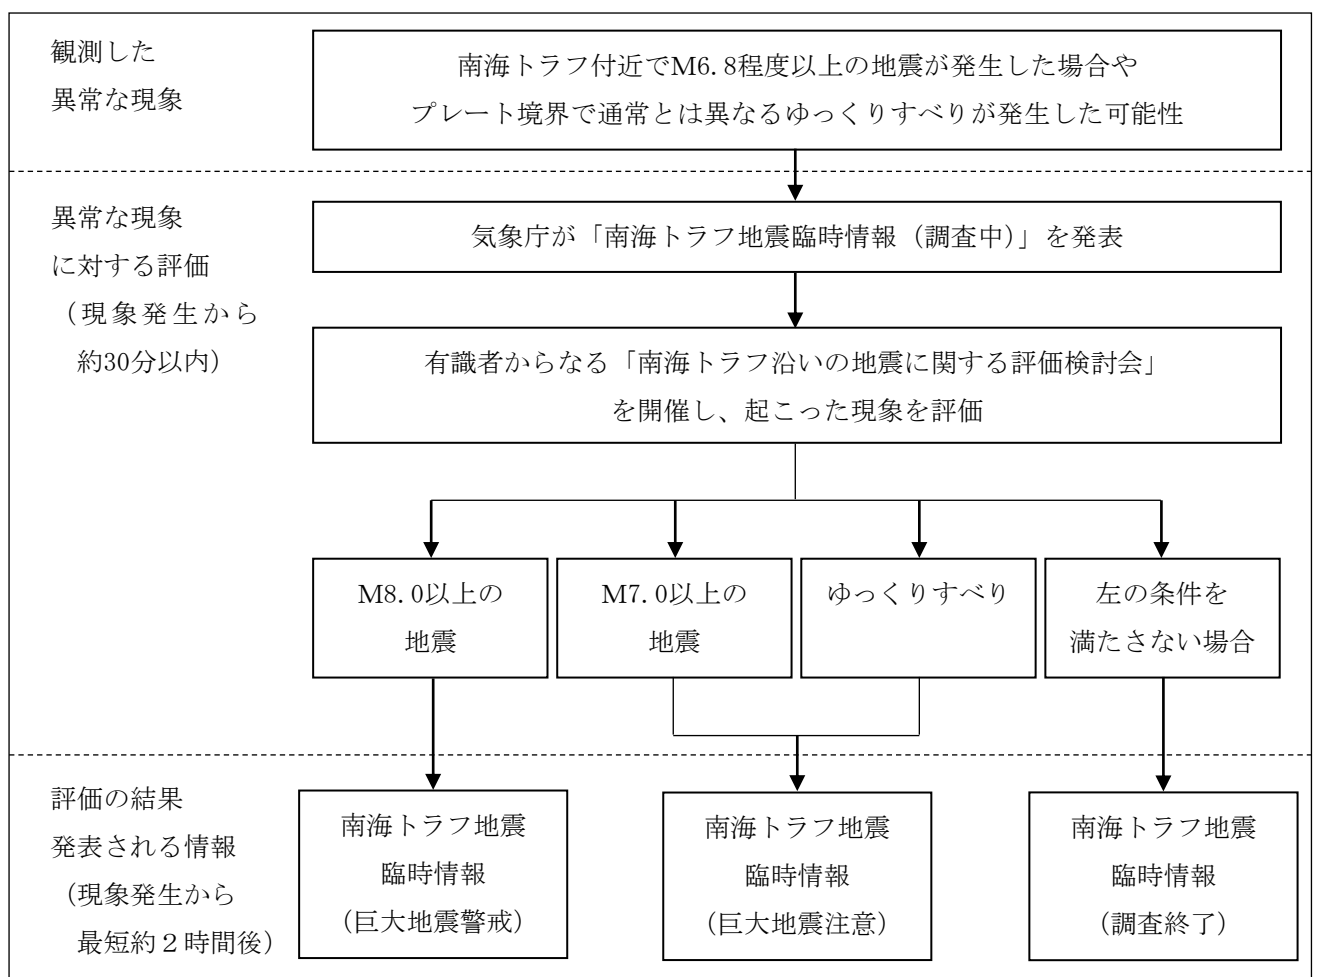 観測した
異常な現象
南海トラフ付近でM6.8程度以上の地震が発生した場合や
プレート境界で通常とは異なるゆっくりすべりが発生した可能性
異常な現象
に対する評価
（現象発生から
約30分以内）
気象庁が「南海トラフ地震臨時情報（調査中）」を発表
有識者からなる「南海トラフ沿いの地震に関する評価検討会」
を開催し、起こった現象を評価
M8.0以上の
地震
M7.0以上の
地震
ゆっくりすべり
左の条件を
満たさない場合
評価の結果
発表される情報
（現象発生から
最短約２時間後）
南海トラフ地震
臨時情報
（巨大地震警戒）
南海トラフ地震
臨時情報
（巨大地震注意）
南海トラフ地震
臨時情報
（調査終了）